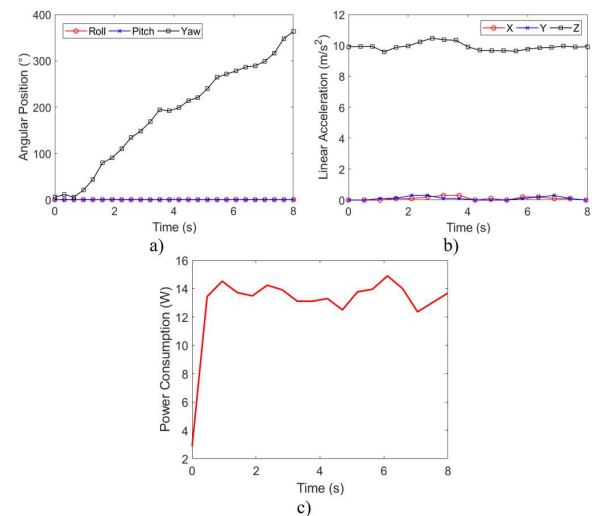 Roll Pitch Yaw
Angular Position (°)
400
300
200
100
0
0 2 4 6 8
Time (s)
a)
X Y Z
Linear Acceleration (m/s²)
12
10
8
6
4
2
0
0 2 4 6 8
Time (s)
b)
Power Consumption (W)
16
14
12
10
8
6
4
2
0 2 4 6 8
Time (s)
c)